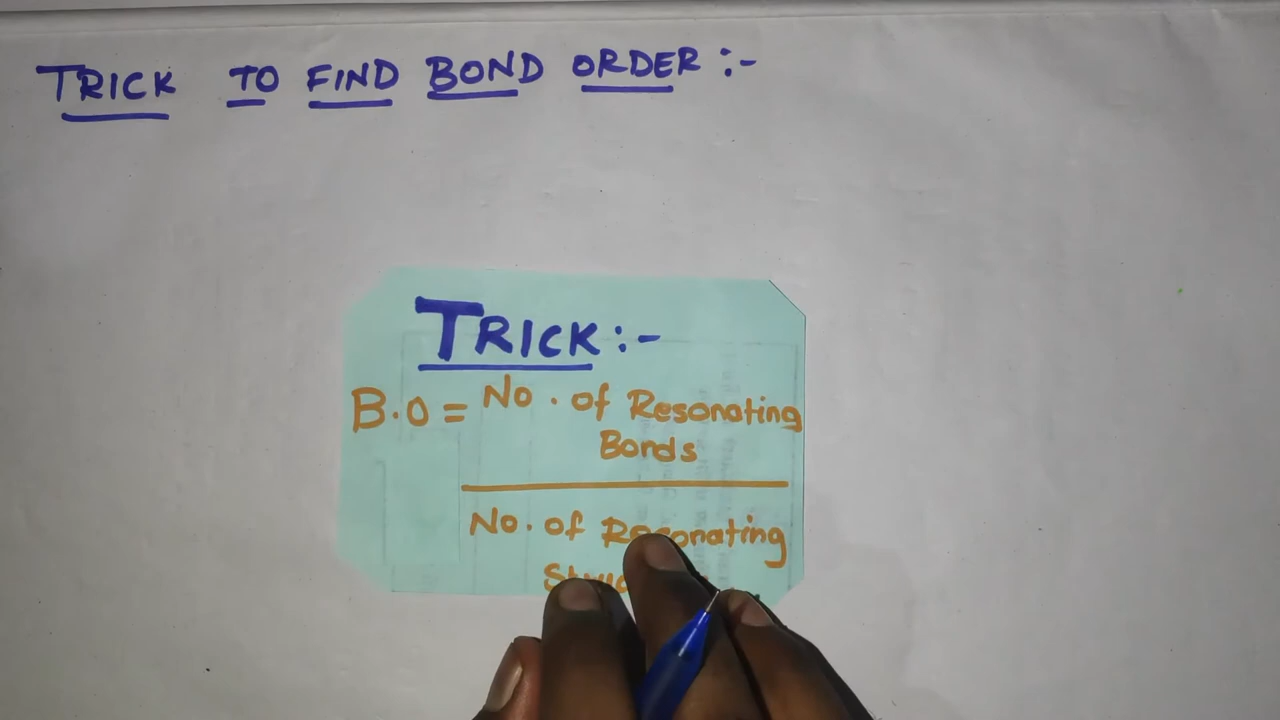 TRICK TO FIND BOND ORDER :-
TRICK :-
B.O = No. of Resonating
Bonds
No. of Resonating